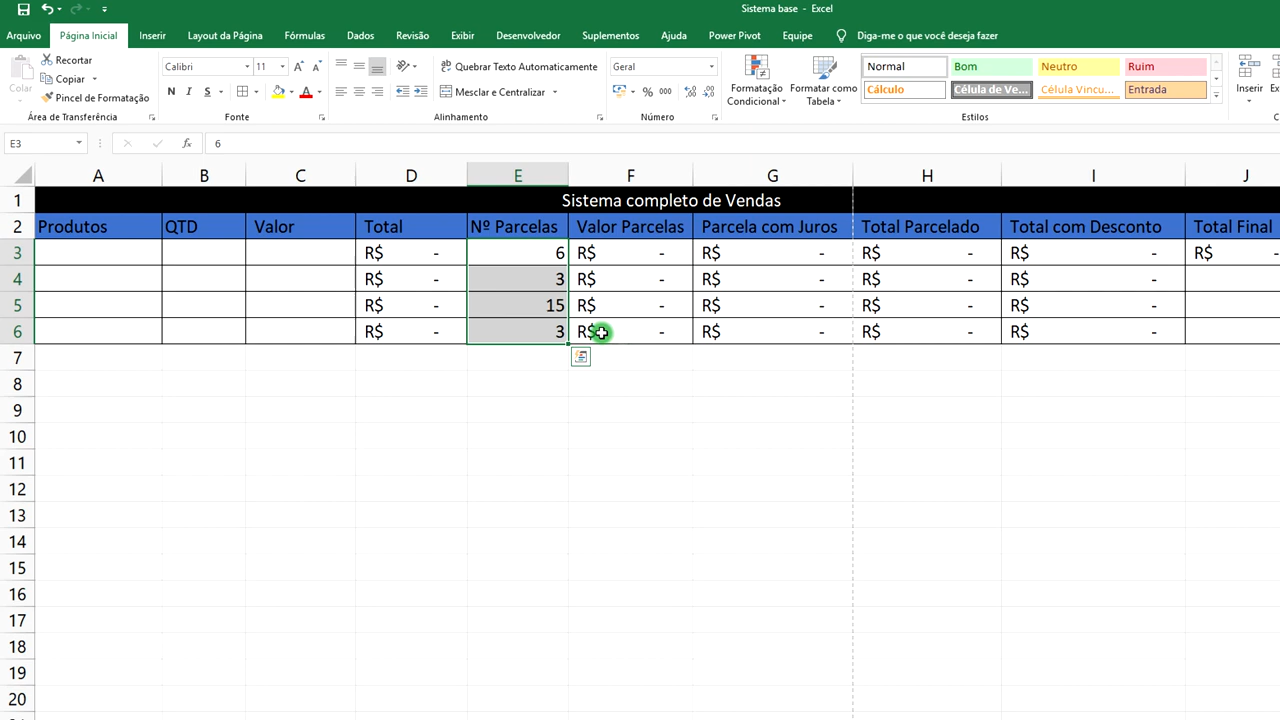 Sistema base - Excel
Arquivo Página Inicial Inserir Layout da Página Fórmulas Dados Revisão Exibir Desenvolvedor Suplementos Ajuda Power Pivot Equipe Diga-me o que você deseja fazer
Colar
Recortar
Copiar
Pincel de Formatação
Área de Transferência
Calibri 11 A A
N I S A
Fonte
Quebrar Texto Automaticamente
Mesclar e Centralizar
Alinhamento
Geral
% 000
Número
Formatação Condicional
Formatar como Tabela
Normal Bom Neutro Ruim
Cálculo Célula de Ve... Célula Vincu... Entrada
Estilos
Inserir
E3 fx 6
A B C D E F G H I J
1 Sistema completo de Vendas
2 Produtos QTD Valor Total Nº Parcelas Valor Parcelas Parcela com Juros Total Parcelado Total com Desconto Total Final
3 R$ - 6 R$ - R$ - R$ - R$ - R$ -
4 R$ - 3 R$ - R$ - R$ - R$ -
5 R$ - 15 R$ - R$ - R$ - R$ -
6 R$ - 3 R$ - R$ - R$ - R$ -
7
8
9
10
11
12
13
14
15
16
17
18
19
20